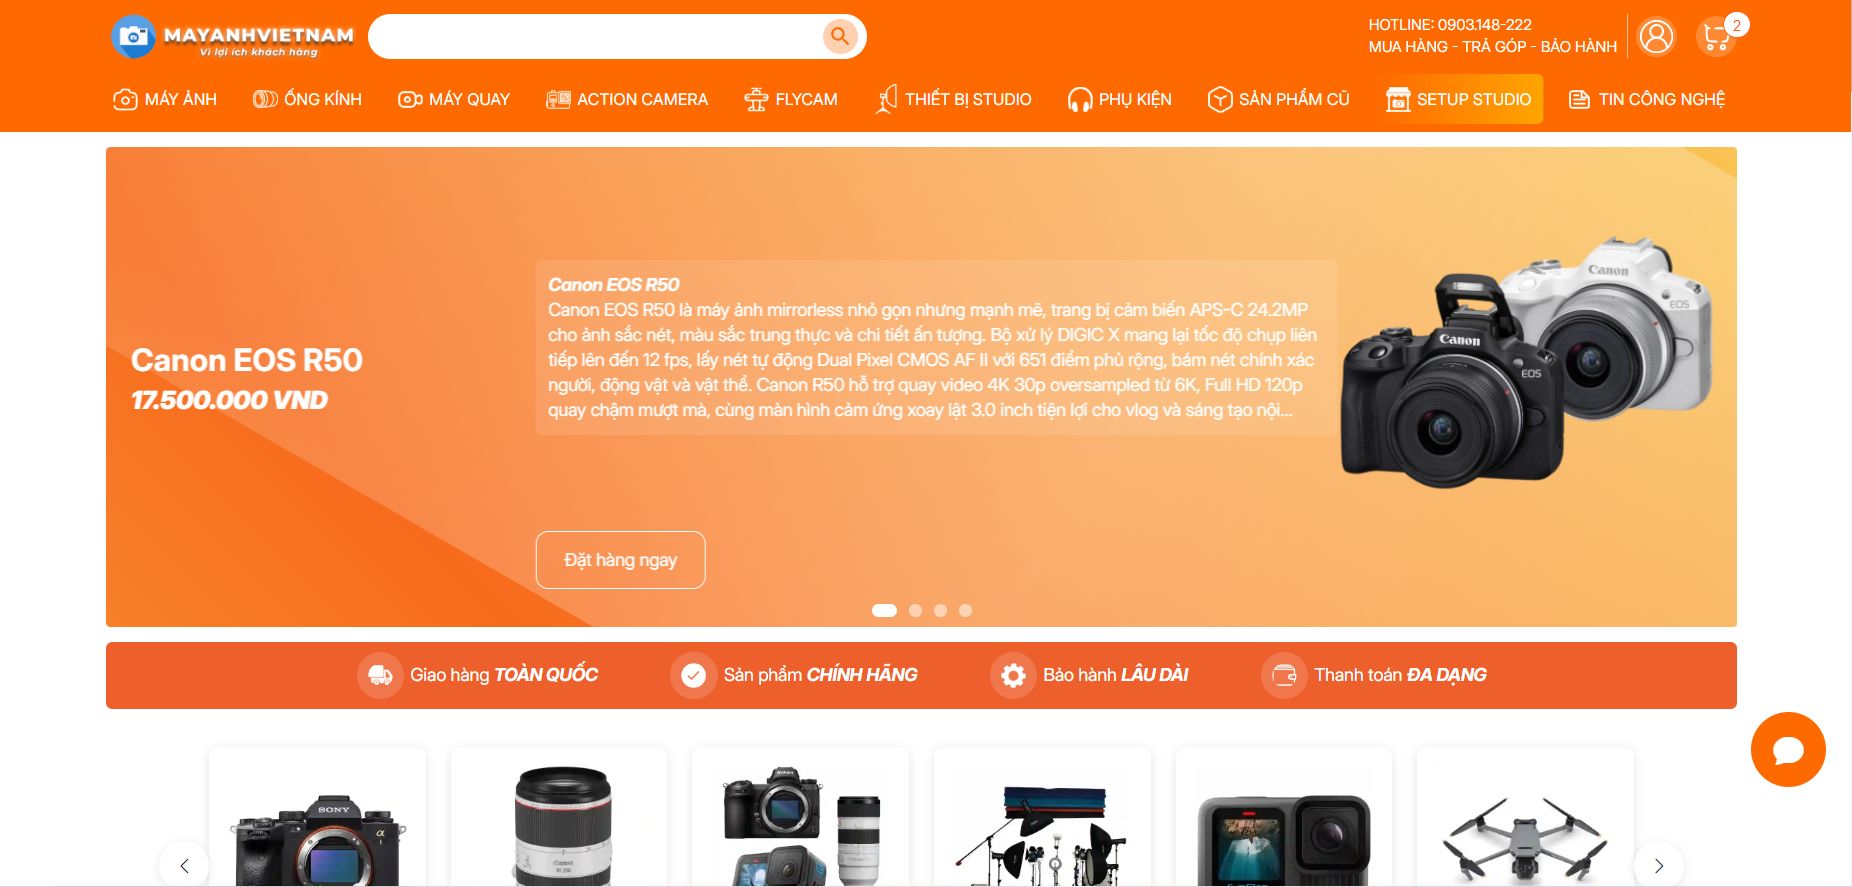 MAYANHVIETNAM
Vì lợi ích khách hàng
HOTLINE: 0903.148-222
MUA HÀNG - TRẢ GÓP - BẢO HÀNH
2
MÁY ẢNH
ỐNG KÍNH
MÁY QUAY
ACTION CAMERA
FLYCAM
THIẾT BỊ STUDIO
PHỤ KIỆN
SẢN PHẨM CŨ
SETUP STUDIO
TIN CÔNG NGHỆ
Canon EOS R50
17.500.000 VND
Canon EOS R50
Canon EOS R50 là máy ảnh mirrorless nhỏ gọn nhưng mạnh mẽ, trang bị cảm biến APS-C 24.2MP
cho ảnh sắc nét, màu sắc trung thực và chi tiết ấn tượng. Bộ xử lý DIGIC X mang lại tốc độ chụp liên
tiếp lên đến 12 fps, lấy nét tự động Dual Pixel CMOS AF II với 651 điểm phủ rộng, bám nét chính xác
người, động vật và vật thể. Canon R50 hỗ trợ quay video 4K 30p oversampled từ 6K, Full HD 120p
quay chậm mượt mà, cùng màn hình cảm ứng xoay lật 3.0 inch tiện lợi cho vlog và sáng tạo nội...
Canon
EOS
Canon
EOS
Đặt hàng ngay
Giao hàng TOÀN QUỐC
Sản phẩm CHÍNH HÃNG
Bảo hành LÂU DÀI
Thanh toán ĐA DẠNG
SONY
α
Canon
Nikon